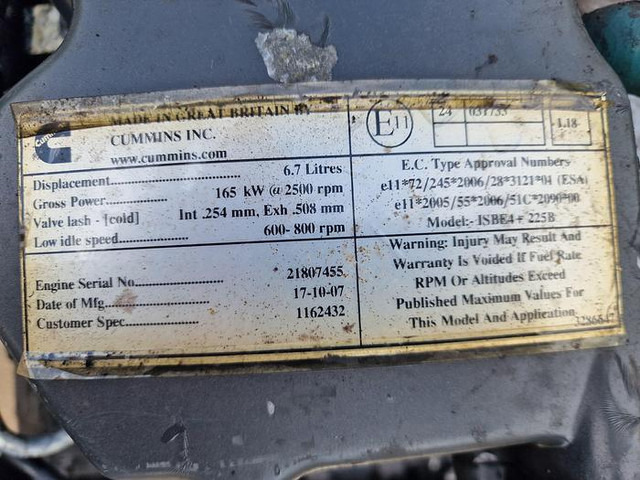 MADE IN GREAT BRITAIN BY
CUMMINS INC.
www.cummins.com
Cummins
E11
24 031755
1.18
Displacement 6.7 Litres
Gross Power 165 kW @ 2500 rpm
Valve lash - [cold] Int .254 mm, Exh .508 mm
Low idle speed 600- 800 rpm
E.C. Type Approval Numbers
e11*72/245*2006/28*3121*04 (ESA)
e11*2005/55*2006/51C*2090*00
Model:- ISBE4+ 225B
Engine Serial No. 21807455
Date of Mfg. 17-10-07
Customer Spec. 1162432
Warning: Injury May Result And
Warranty Is Voided If Fuel Rate
RPM Or Altitudes Exceed
Published Maximum Values For
This Model And Application